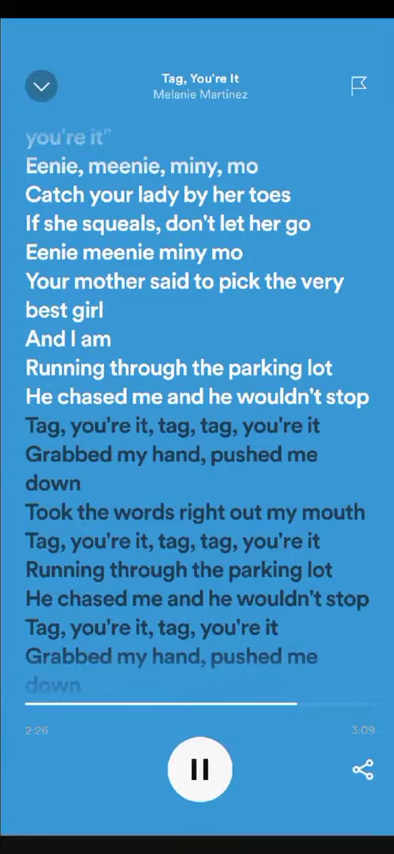 Tag, You're It
Melanie Martinez
you're it"
Eenie, meenie, miny, mo
Catch your lady by her toes
If she squeals, don't let her go
Eenie meenie miny mo
Your mother said to pick the very
best girl
And I am
Running through the parking lot
He chased me and he wouldn't stop
Tag, you're it, tag, tag, you're it
Grabbed my hand, pushed me
down
Took the words right out my mouth
Tag, you're it, tag, tag, you're it
Running through the parking lot
He chased me and he wouldn't stop
Tag, you're it, tag, you're it
Grabbed my hand, pushed me
down
2:26
3:09